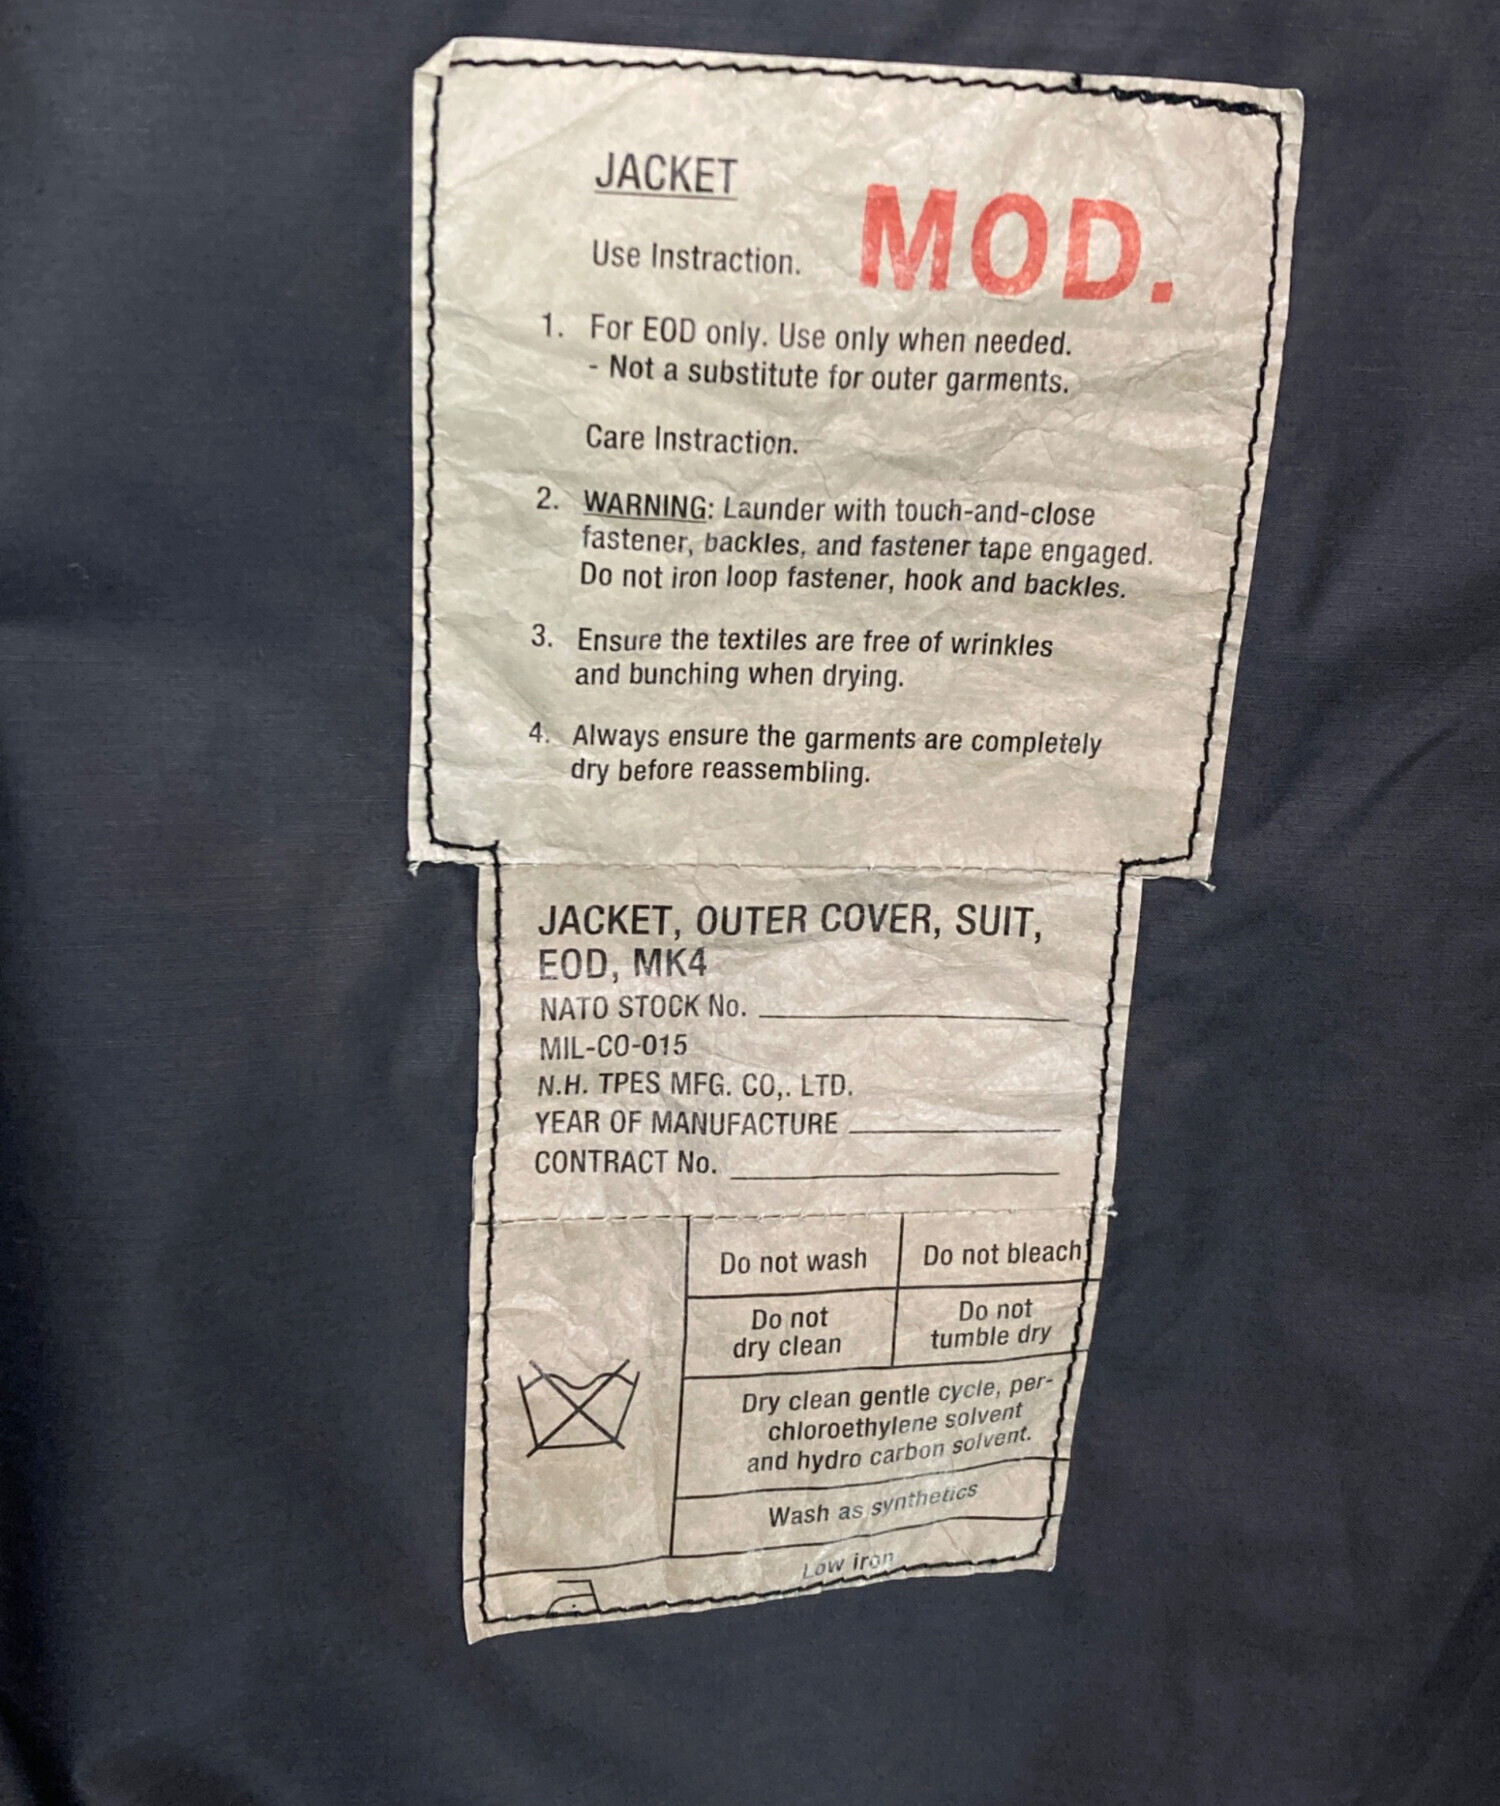 JACKET
MOD.
Use Instraction.
1. For EOD only. Use only when needed.
- Not a substitute for outer garments.
Care Instraction.
2. WARNING: Launder with touch-and-close
fastener, backles, and fastener tape engaged.
Do not iron loop fastener, hook and backles.
3. Ensure the textiles are free of wrinkles
and bunching when drying.
4. Always ensure the garments are completely
dry before reassembling.
JACKET, OUTER COVER, SUIT,
EOD, MK4
NATO STOCK No.
MIL-CO-015
N.H. TPES MFG. CO,. LTD.
YEAR OF MANUFACTURE
CONTRACT No.
Do not wash
Do not bleach
Do not
dry clean
Do not
tumble dry
Dry clean gentle cycle, per-
chloroethylene solvent
and hydro carbon solvent.
Wash as synthetics
Low iron